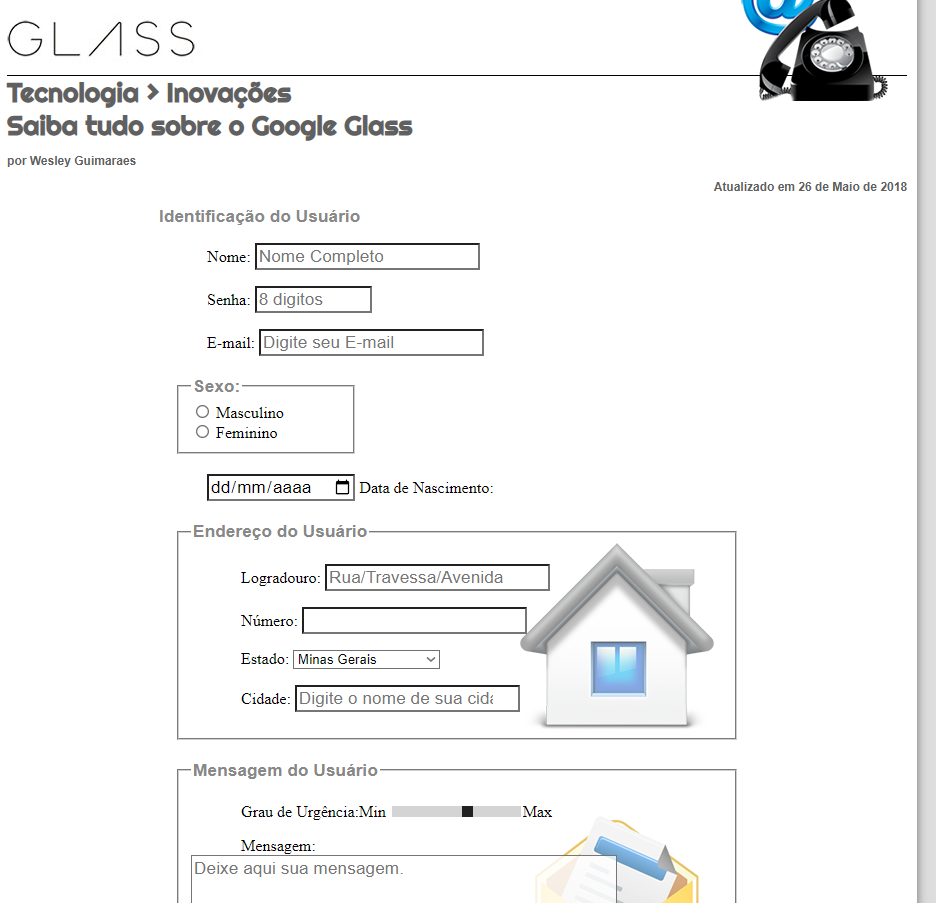 GLASS
Tecnologia > Inovações
Saiba tudo sobre o Google Glass
por Wesley Guimaraes
Atualizado em 26 de Maio de 2018
Identificação do Usuário
Nome: Nome Completo
Senha: 8 digitos
E-mail: Digite seu E-mail
Sexo:
Masculino
Feminino
dd/mm/aaaa Data de Nascimento:
Endereço do Usuário
Logradouro: Rua/Travessa/Avenida
Número:
Estado: Minas Gerais
Cidade: Digite o nome de sua cida
Mensagem do Usuário
Grau de Urgência:Min Max
Mensagem:
Deixe aqui sua mensagem.